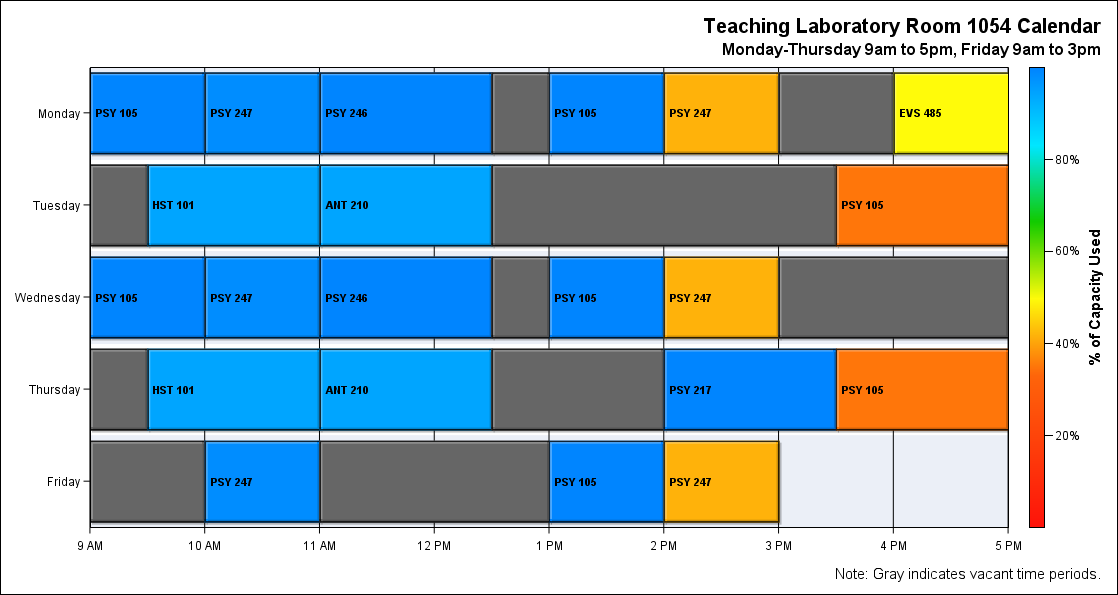 Teaching Laboratory Room 1054 Calendar
Monday-Thursday 9am to 5pm, Friday 9am to 3pm
Monday
PSY 105
PSY 247
PSY 246
PSY 105
PSY 247
EVS 485
Tuesday
HST 101
ANT 210
PSY 105
Wednesday
PSY 105
PSY 247
PSY 246
PSY 105
PSY 247
Thursday
HST 101
ANT 210
PSY 217
PSY 105
Friday
PSY 247
PSY 105
PSY 247
9 AM
10 AM
11 AM
12 PM
1 PM
2 PM
3 PM
4 PM
5 PM
80%
60%
40%
20%
% of Capacity Used
Note: Gray indicates vacant time periods.